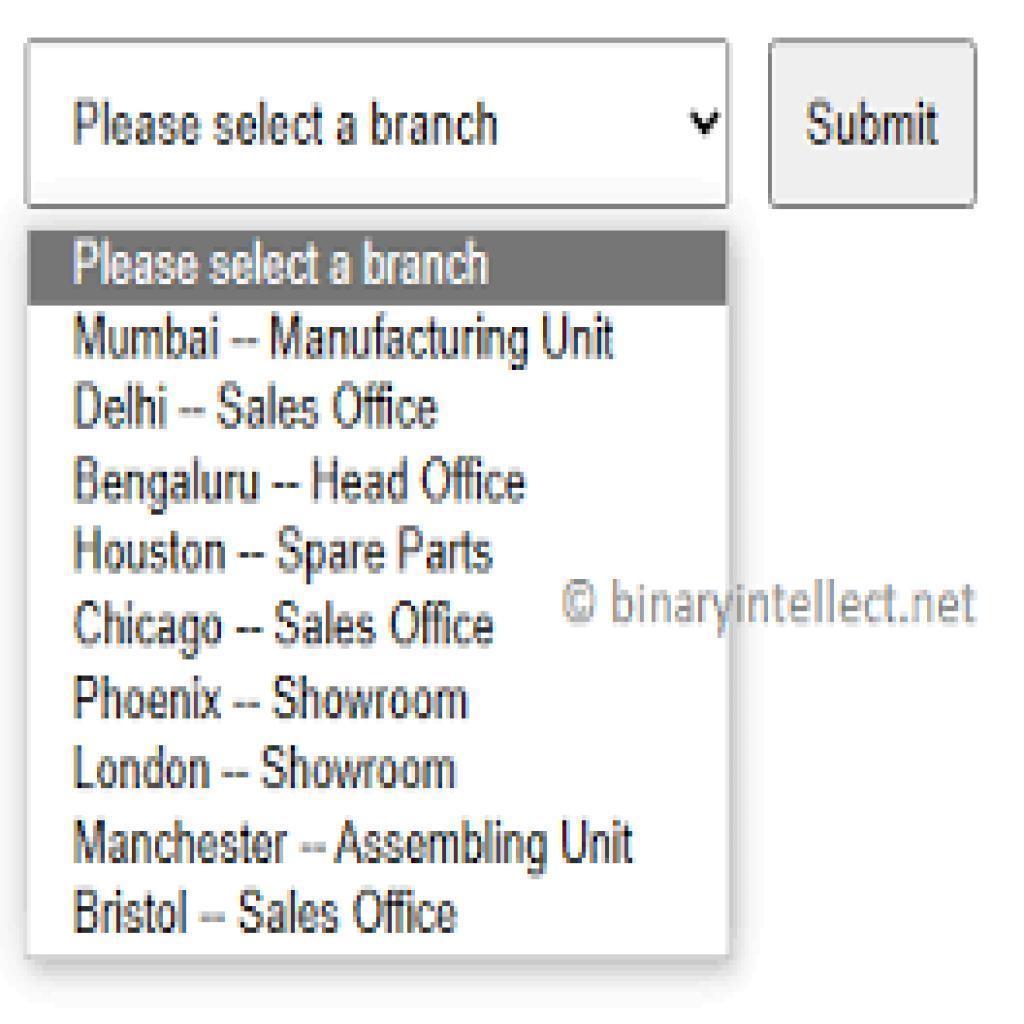 Please select a branch
Submit
Please select a branch
Mumbai -- Manufacturing Unit
Delhi -- Sales Office
Bengaluru -- Head Office
Houston -- Spare Parts
© binaryintellect.net
Chicago -- Sales Office
Phoenix -- Showroom
London -- Showroom
Manchester -- Assembling Unit
Bristol -- Sales Office